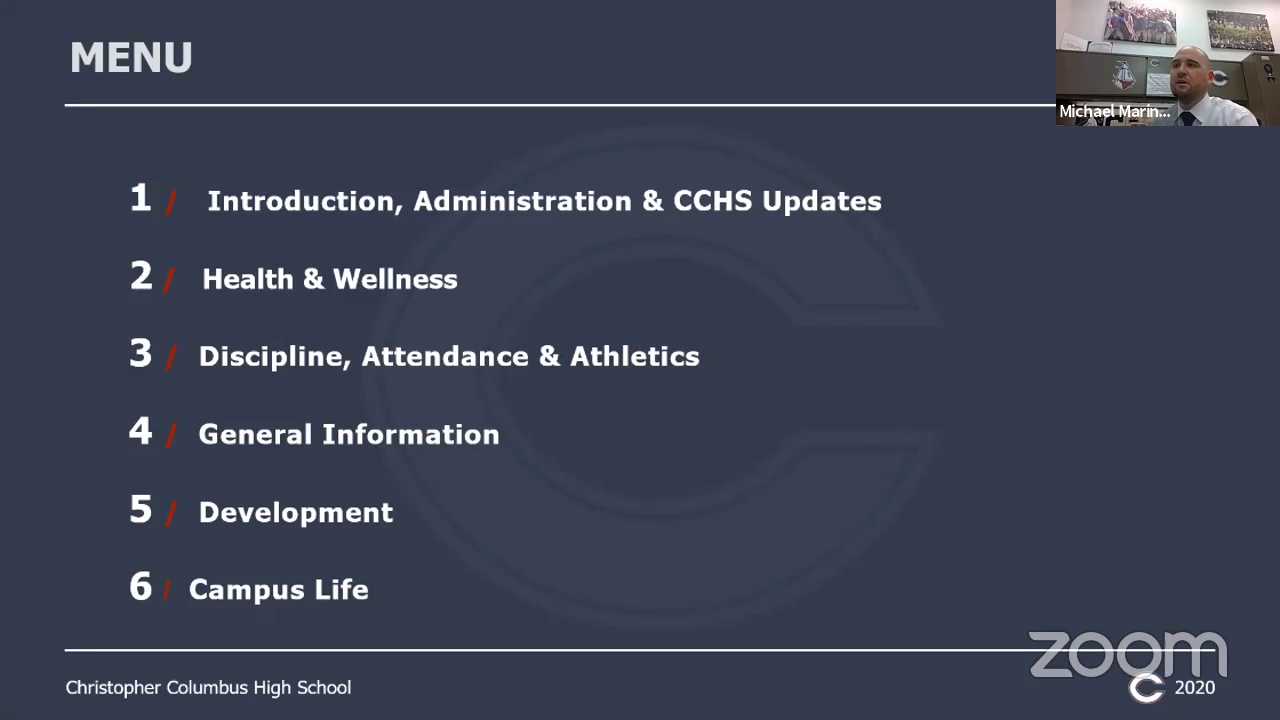 MENU
Michael Marin...
1 / Introduction, Administration & CCHS Updates
2 / Health & Wellness
3 / Discipline, Attendance & Athletics
4 / General Information
5 / Development
6 / Campus Life
zoom
Christopher Columbus High School
C 2020